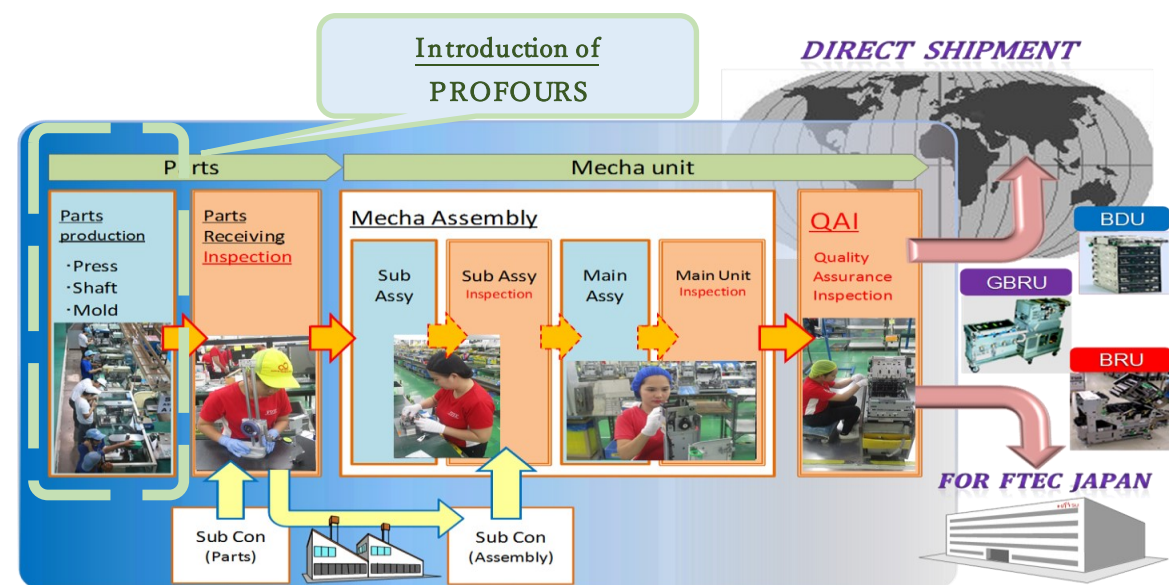 Introduction of
PROFOURS
DIRECT SHIPMENT
Parts
Mecha unit
Parts
production
・Press
・Shaft
・Mold
Parts
Receiving
Inspection
Mecha Assembly
Sub
Assy
Sub Assy
Inspection
Main
Assy
Main Unit
Inspection
QAI
Quality
Assurance
Inspection
BDU
GBRU
BRU
Sub Con
(Parts)
Sub Con
(Assembly)
FOR FTEC JAPAN